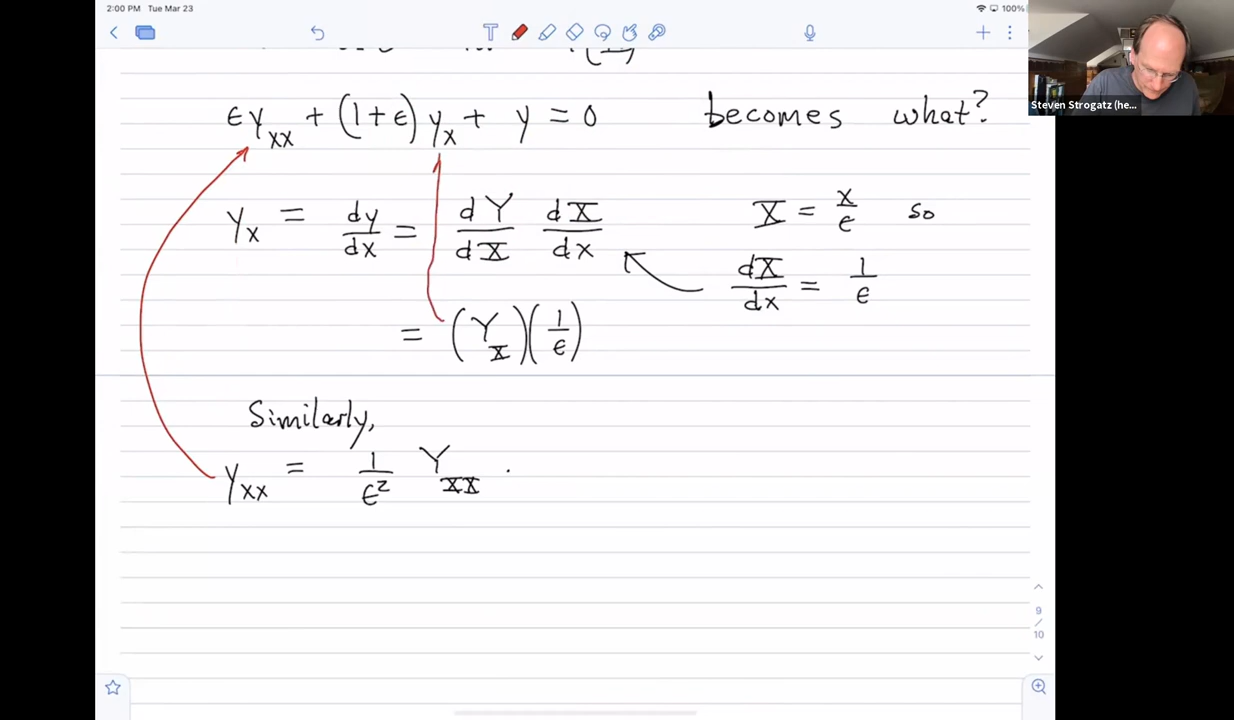 2:00 PM Tue Mar 23
100%
T
Steven Strogatz (he...
ϵy_xx + (1+ϵ) y_x + y = 0 becomes what?
y_x = dy/dx = dY/dX dX/dx
X = x/ϵ so
dX/dx = 1/ϵ
= (Y_X)(1/ϵ)
Similarly,
y_xx = 1/ϵ² Y_XX .
9
/
10